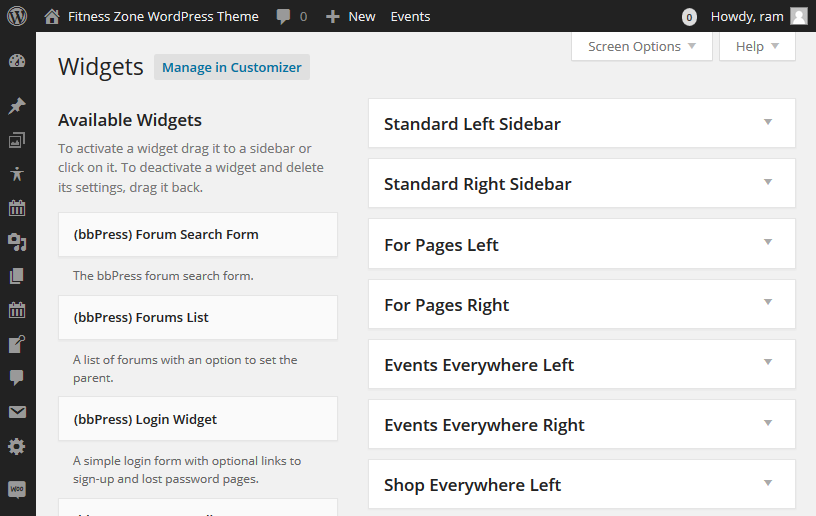 Fitness Zone WordPress Theme 0 New Events 0 Howdy, ram
Screen Options Help
Widgets Manage in Customizer
Available Widgets
To activate a widget drag it to a sidebar or
click on it. To deactivate a widget and delete
its settings, drag it back.
(bbPress) Forum Search Form
The bbPress forum search form.
(bbPress) Forums List
A list of forums with an option to set the
parent.
(bbPress) Login Widget
A simple login form with optional links to
sign-up and lost password pages.
Standard Left Sidebar
Standard Right Sidebar
For Pages Left
For Pages Right
Events Everywhere Left
Events Everywhere Right
Shop Everywhere Left
WOO